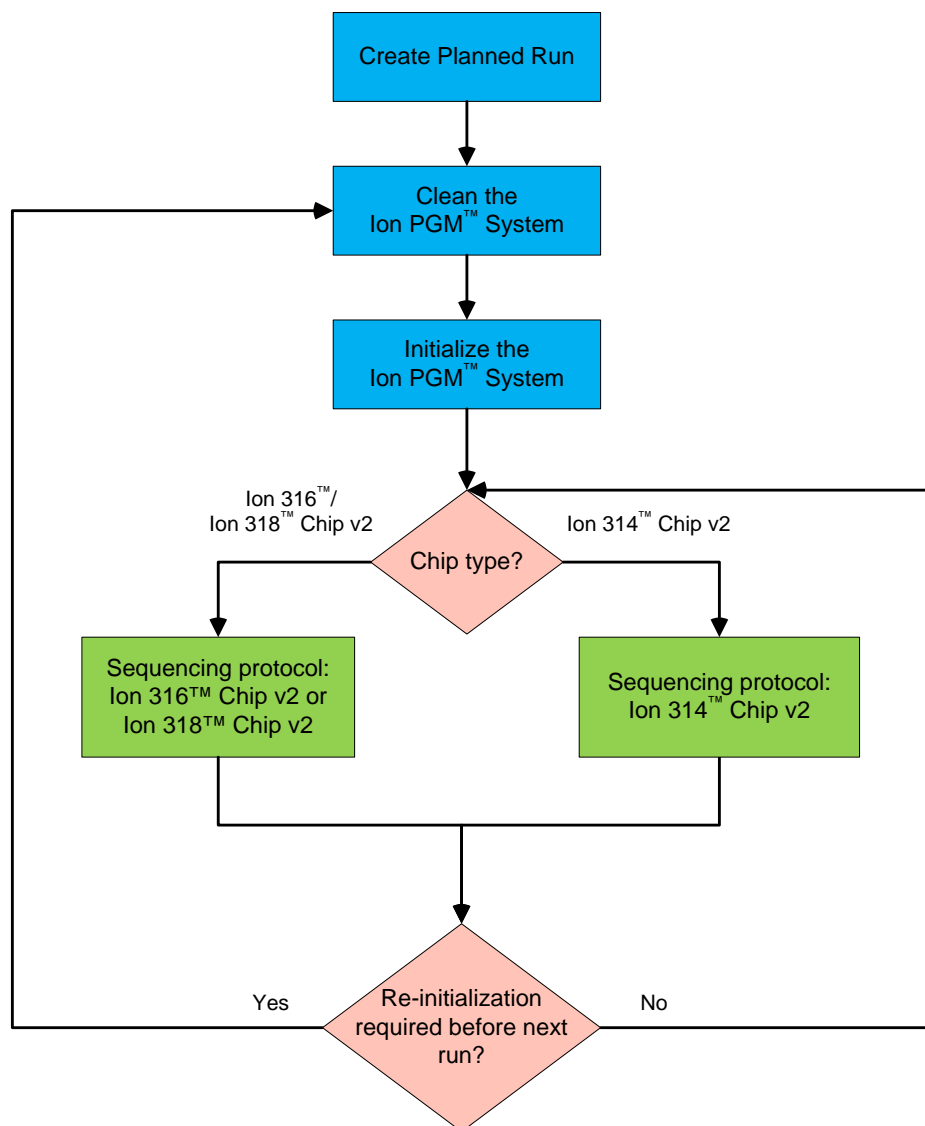 Create Planned Run
Clean the
Ion PGM™ System
Initialize the
Ion PGM™ System
Ion 316™/
Ion 318™ Chip v2
Ion 314™ Chip v2
Chip type?
Sequencing protocol:
Ion 316™ Chip v2 or
Ion 318™ Chip v2
Sequencing protocol:
Ion 314™ Chip v2
Yes
Re-initialization
required before next
run?
No